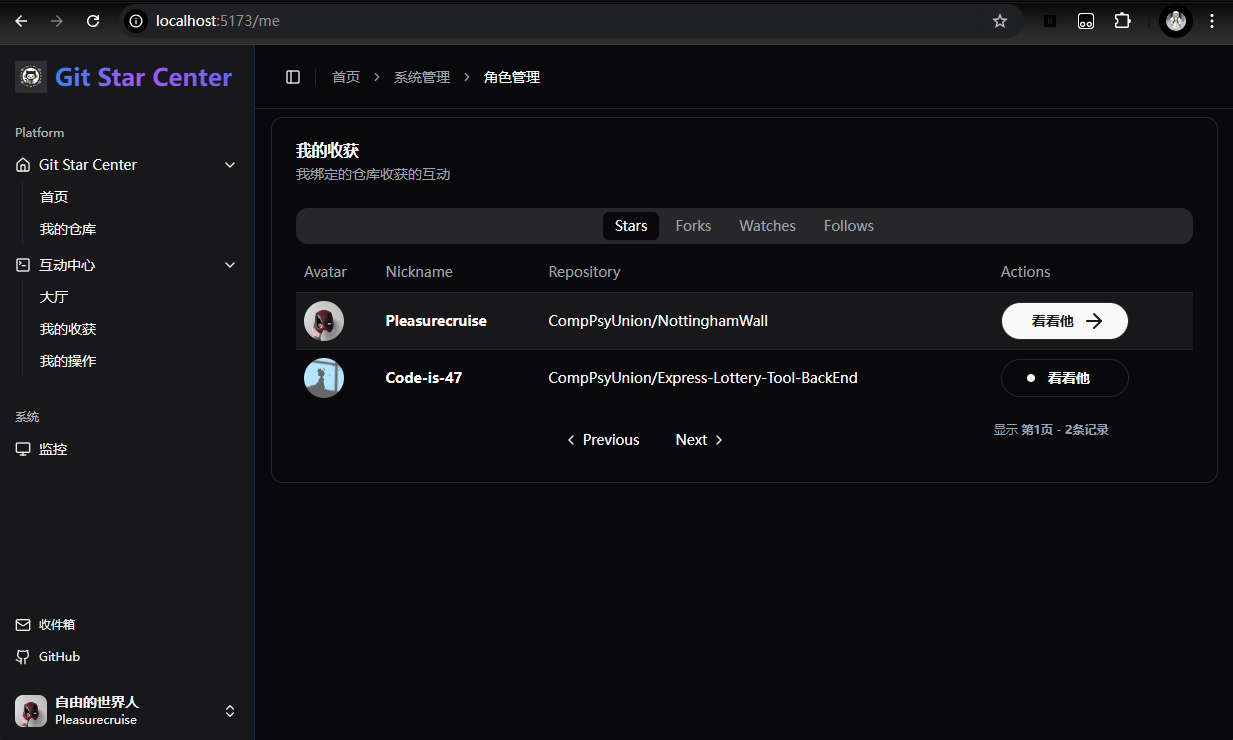 localhost:5173/me
Git Star Center
首页 > 系统管理 > 角色管理
Platform
Git Star Center
首页
我的仓库
互动中心
大厅
我的收获
我的操作
系统
监控
收件箱
GitHub
自由的世界人
Pleasurecruise
我的收获
我绑定的仓库收获的互动
Stars Forks Watches Follows
Avatar Nickname Repository Actions
Pleasurecruise CompPsyUnion/NottinghamWall 看看他
Code-is-47 CompPsyUnion/Express-Lottery-Tool-BackEnd 看看他
Previous Next 显示 第1页 - 2条记录